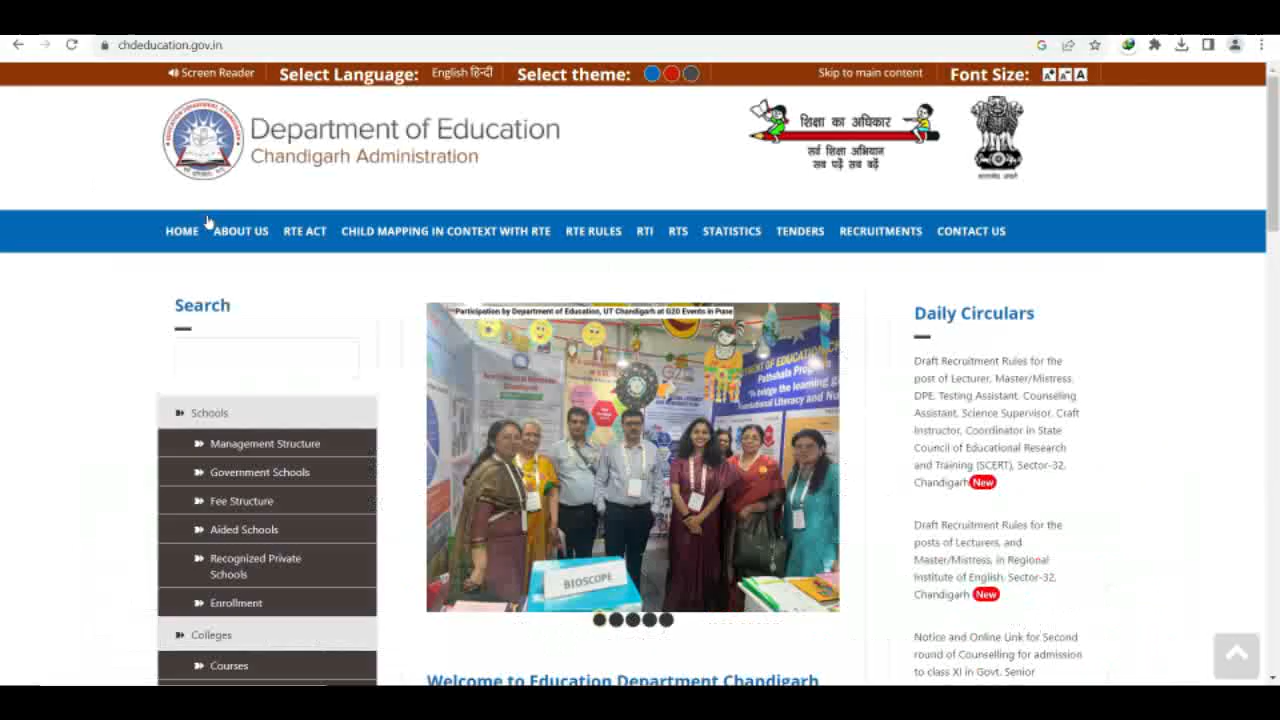 chdeducation.gov.in
Screen Reader Select Language: English हिन्दी Select theme: Skip to main content Font Size: A+ A- A
Department of Education
Chandigarh Administration
शिक्षा का अधिकार
सर्व शिक्षा अभियान
सब पढ़ें सब बढ़ें
HOME ABOUT US RTE ACT CHILD MAPPING IN CONTEXT WITH RTE RTE RULES RTI RTS STATISTICS TENDERS RECRUITMENTS CONTACT US
Search
Schools
Management Structure
Government Schools
Fee Structure
Aided Schools
Recognized Private
Schools
Enrollment
Colleges
Courses
Participation by Department of Education, UT Chandigarh at G20 Events in Pune
BIOSCOPE
Welcome to Education Department Chandigarh
Daily Circulars
Draft Recruitment Rules for the
post of Lecturer, Master/Mistress,
DPE, Testing Assistant, Counseling
Assistant, Science Supervisor, Craft
Instructor, Coordinator in State
Council of Educational Research
and Training (SCERT), Sector-32,
Chandigarh New
Draft Recruitment Rules for the
posts of Lecturers, and
Master/Mistress, in Regional
Institute of English, Sector-32,
Chandigarh New
Notice and Online Link for Second
round of Counselling for admission
to class XI in Govt. Senior